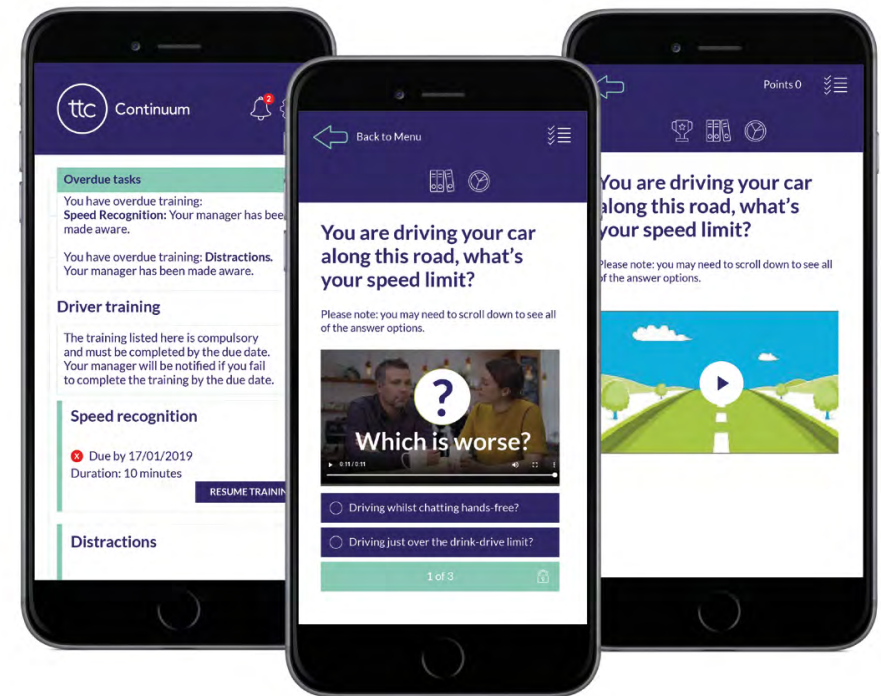 ttc Continuum
2
Overdue tasks
You have overdue training:
Speed Recognition: Your manager has bee
made aware.
You have overdue training: Distractions.
Your manager has been made aware.
Driver training
The training listed here is compulsory
and must be completed by the due date.
Your manager will be notified if you fail
to complete the training by the due date.
Speed recognition
x Due by 17/01/2019
Duration: 10 minutes
RESUME TRAININ
Distractions
Back to Menu
You are driving your car
along this road, what's
your speed limit?
Please note: you may need to scroll down to see all
of the answer options.
?
Which is worse?
0:11 / 0:11
Driving whilst chatting hands-free?
Driving just over the drink-drive limit?
1 of 3
Points 0
You are driving your car
along this road, what's
your speed limit?
Please note: you may need to scroll down to see all
of the answer options.